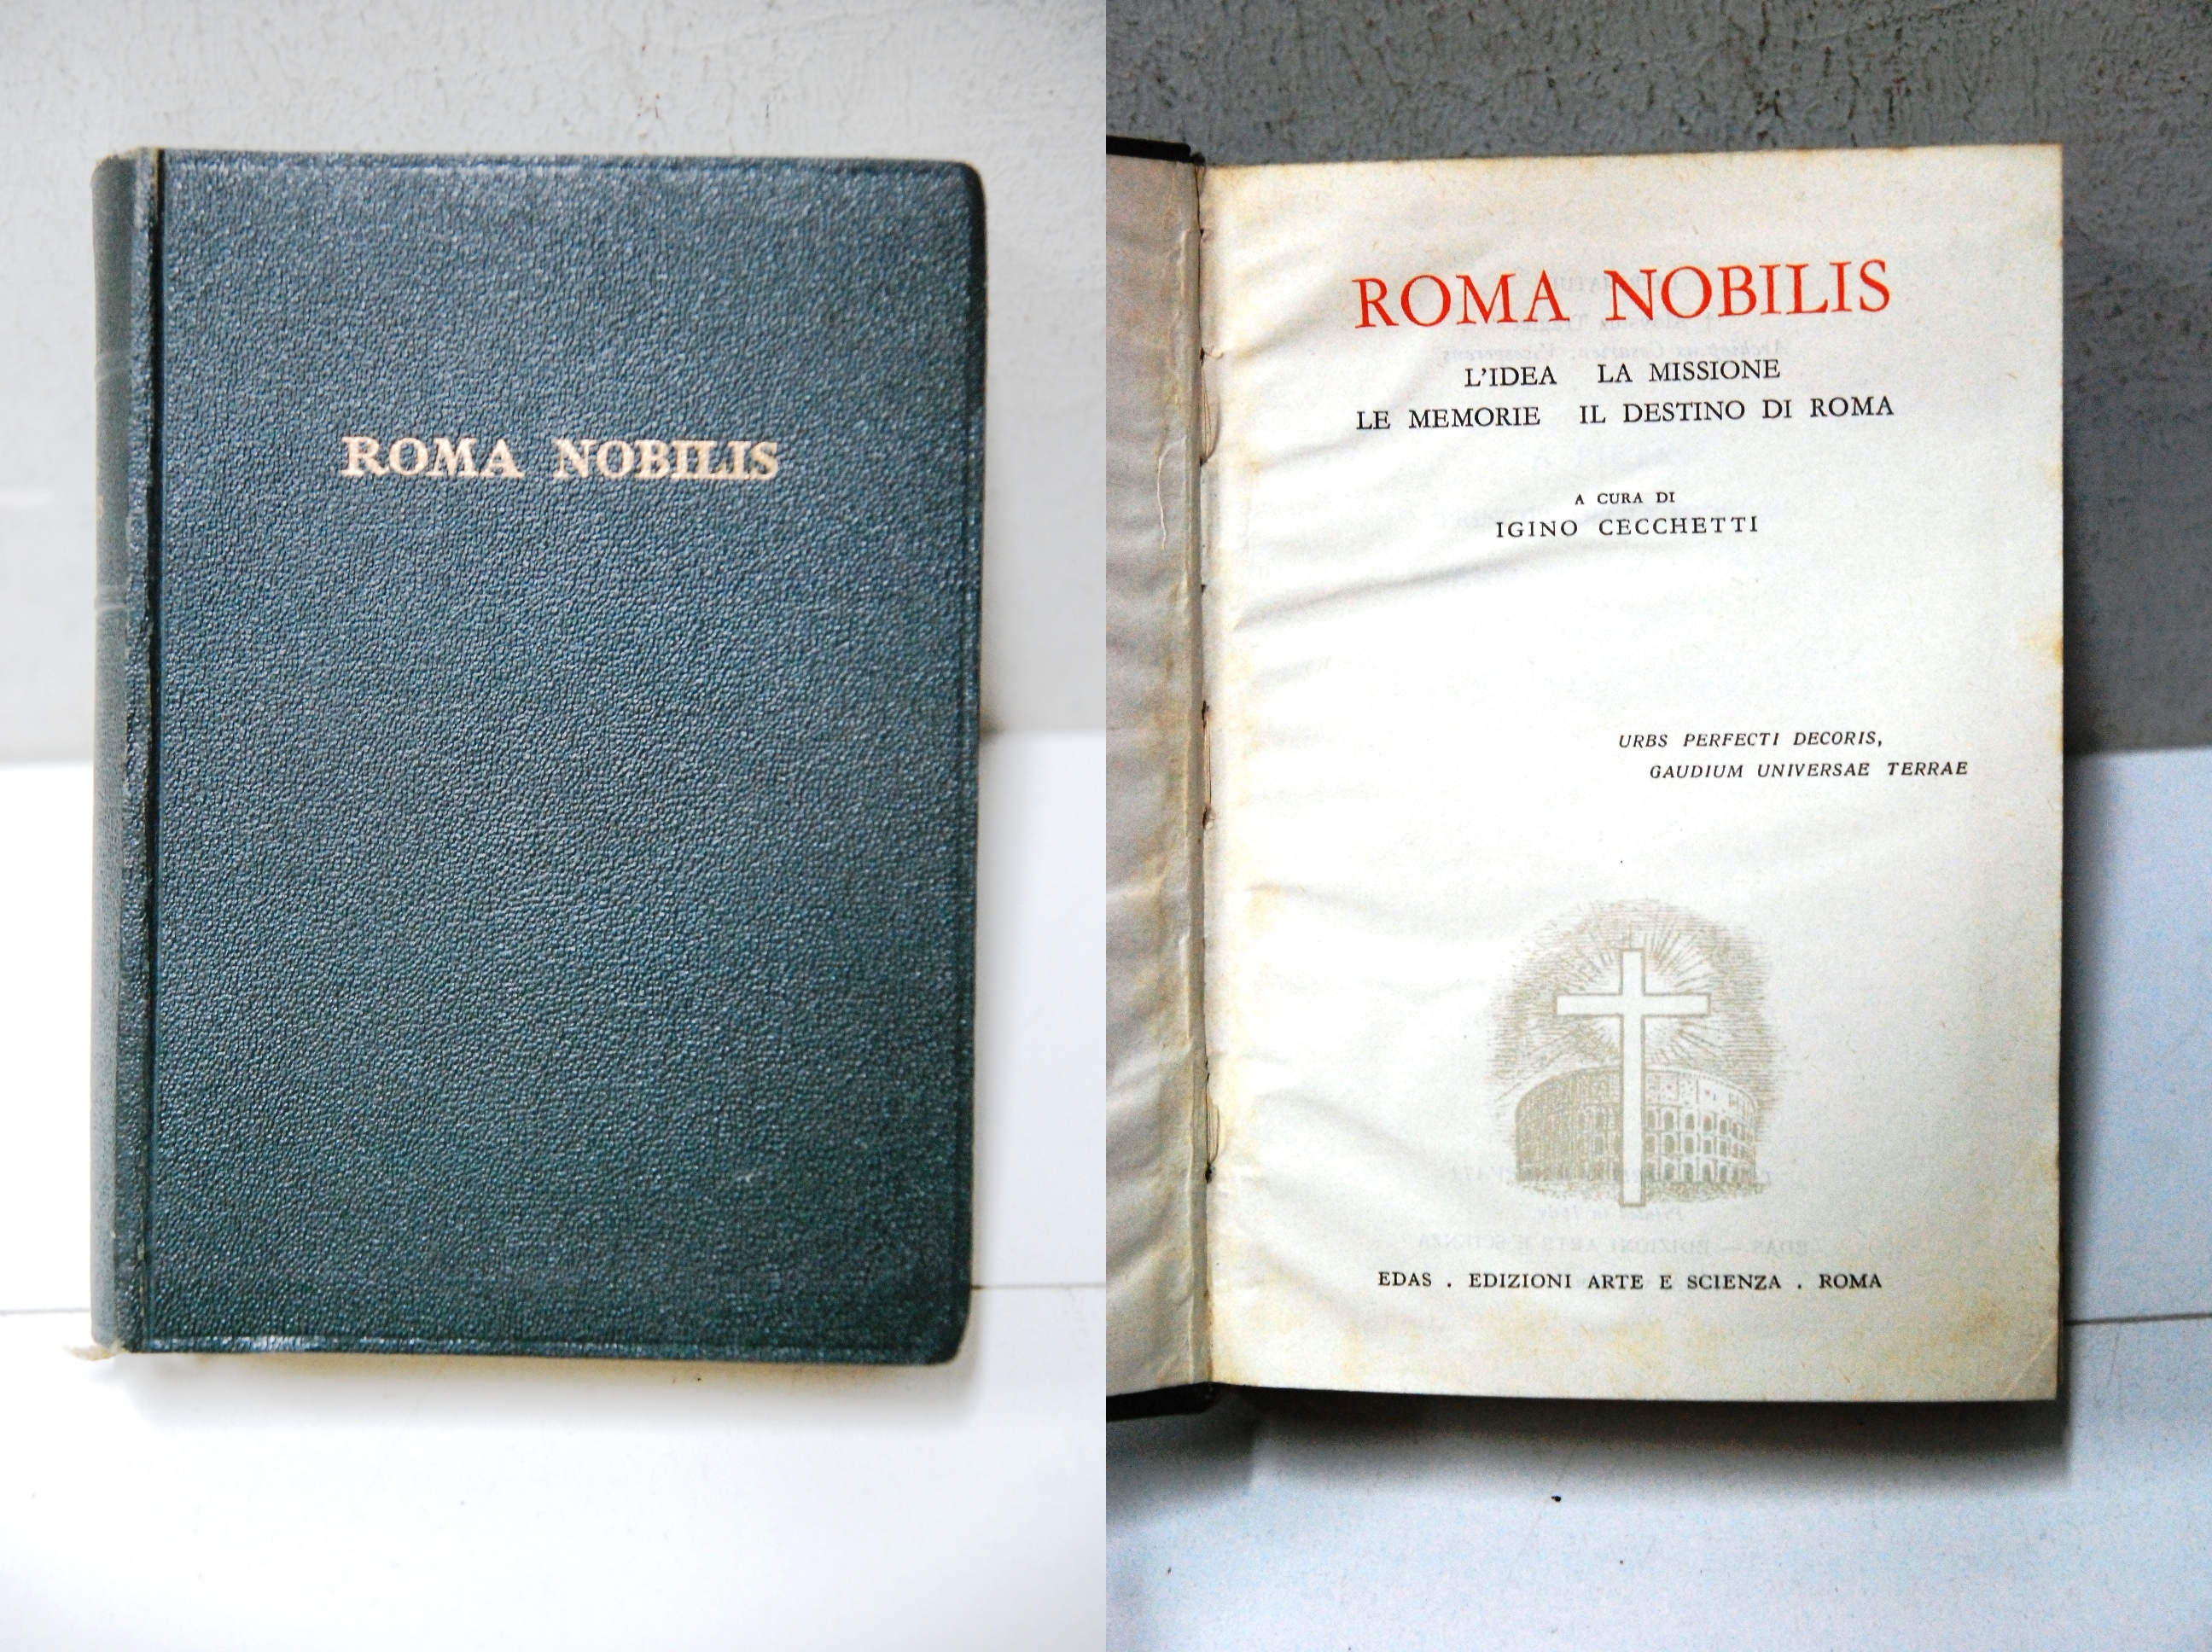 ROMA NOBILIS
ROMA NOBILIS
L'IDEA LA MISSIONE
LE MEMORIE IL DESTINO DI ROMA
A CURA DI
IGINO CECCHETTI
URBS PERFECTI DECORIS,
GAUDIUM UNIVERSAE TERRAE
EDAS . EDIZIONI ARTE E SCIENZA . ROMA